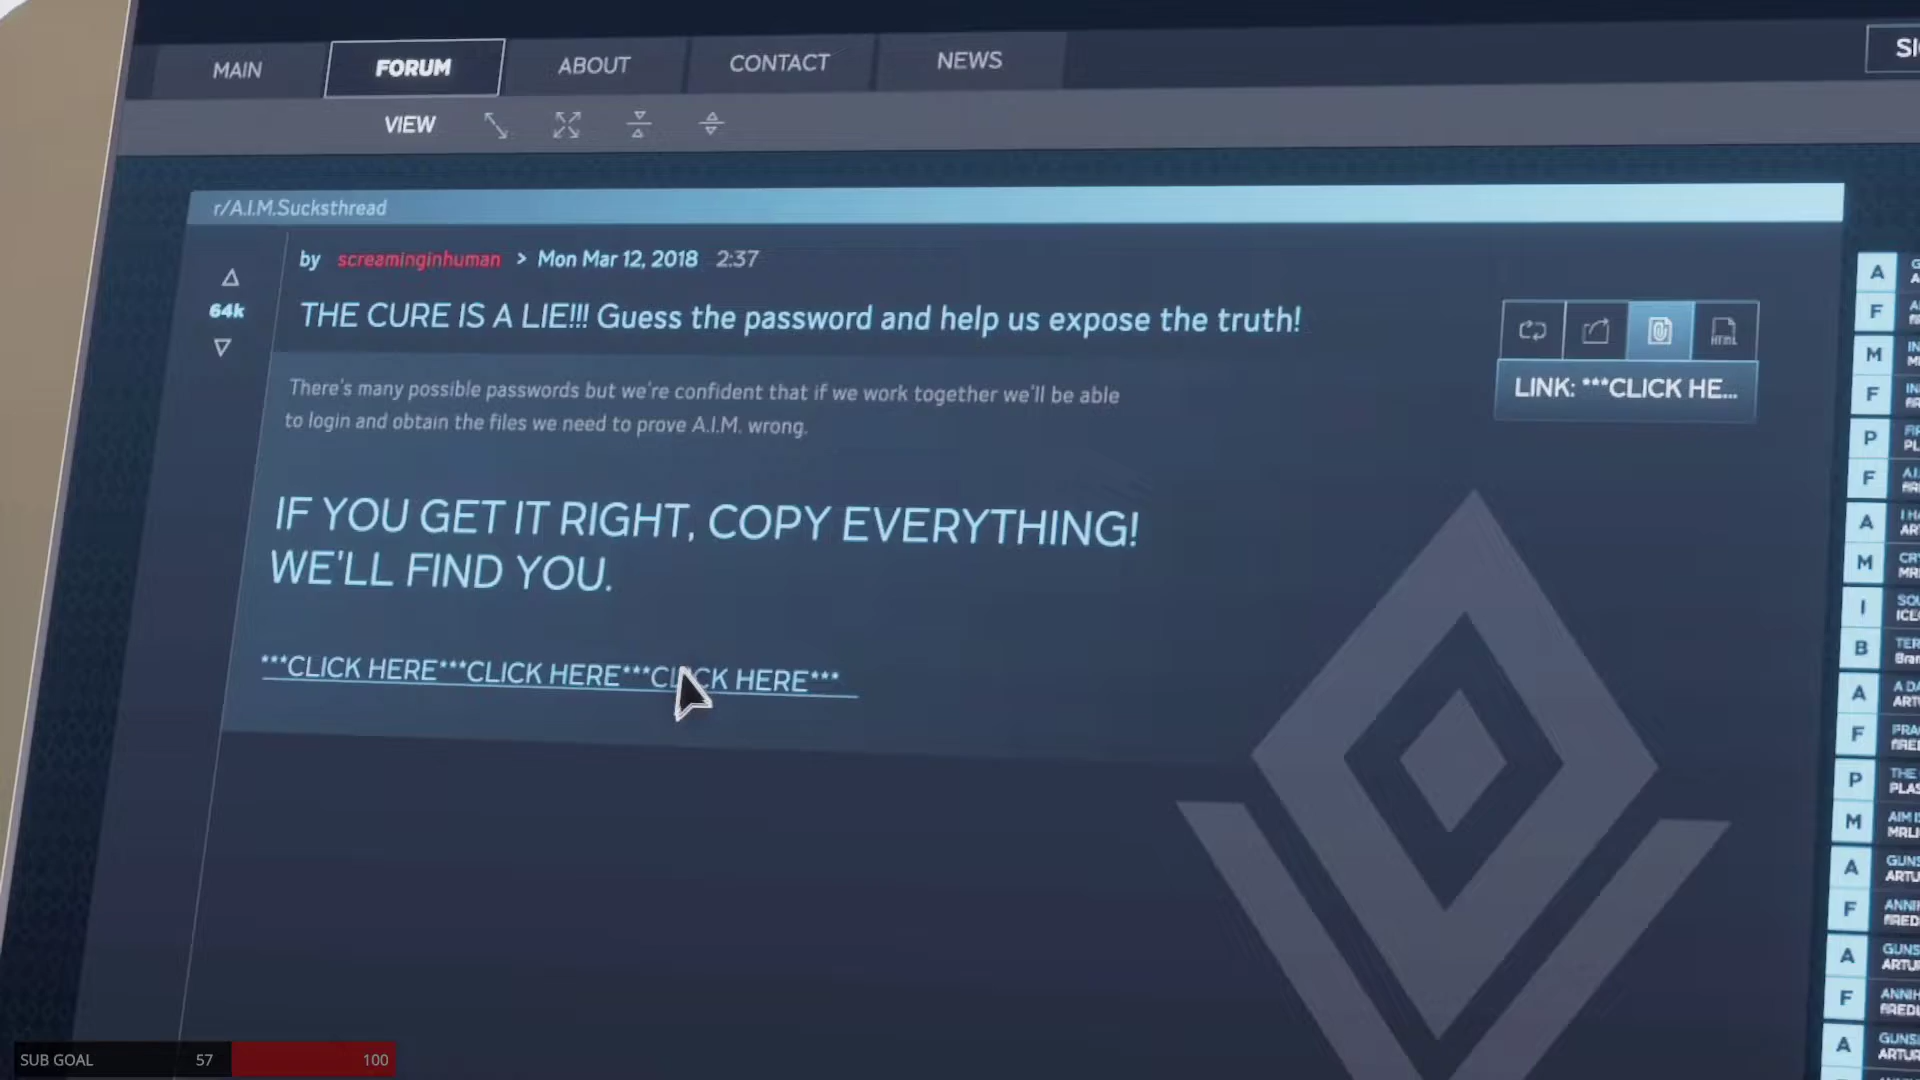 MAIN
FORUM
ABOUT
CONTACT
NEWS
VIEW
r/A.I.M.Sucksthread
by screaminginhuman > Mon Mar 12, 2018 2:37
64k
THE CURE IS A LIE!!! Guess the password and help us expose the truth!
HTML
LINK: ***CLICK HE...
There's many possible passwords but we're confident that if we work together we'll be able
to login and obtain the files we need to prove A.I.M. wrong.
IF YOU GET IT RIGHT, COPY EVERYTHING!
WE'LL FIND YOU.
***CLICK HERE***CLICK HERE***CLICK HERE***
A
F
M
F
P
F
A
M
I
B
A
F
P
M
A
F
A
F
A
SUB GOAL 57 100